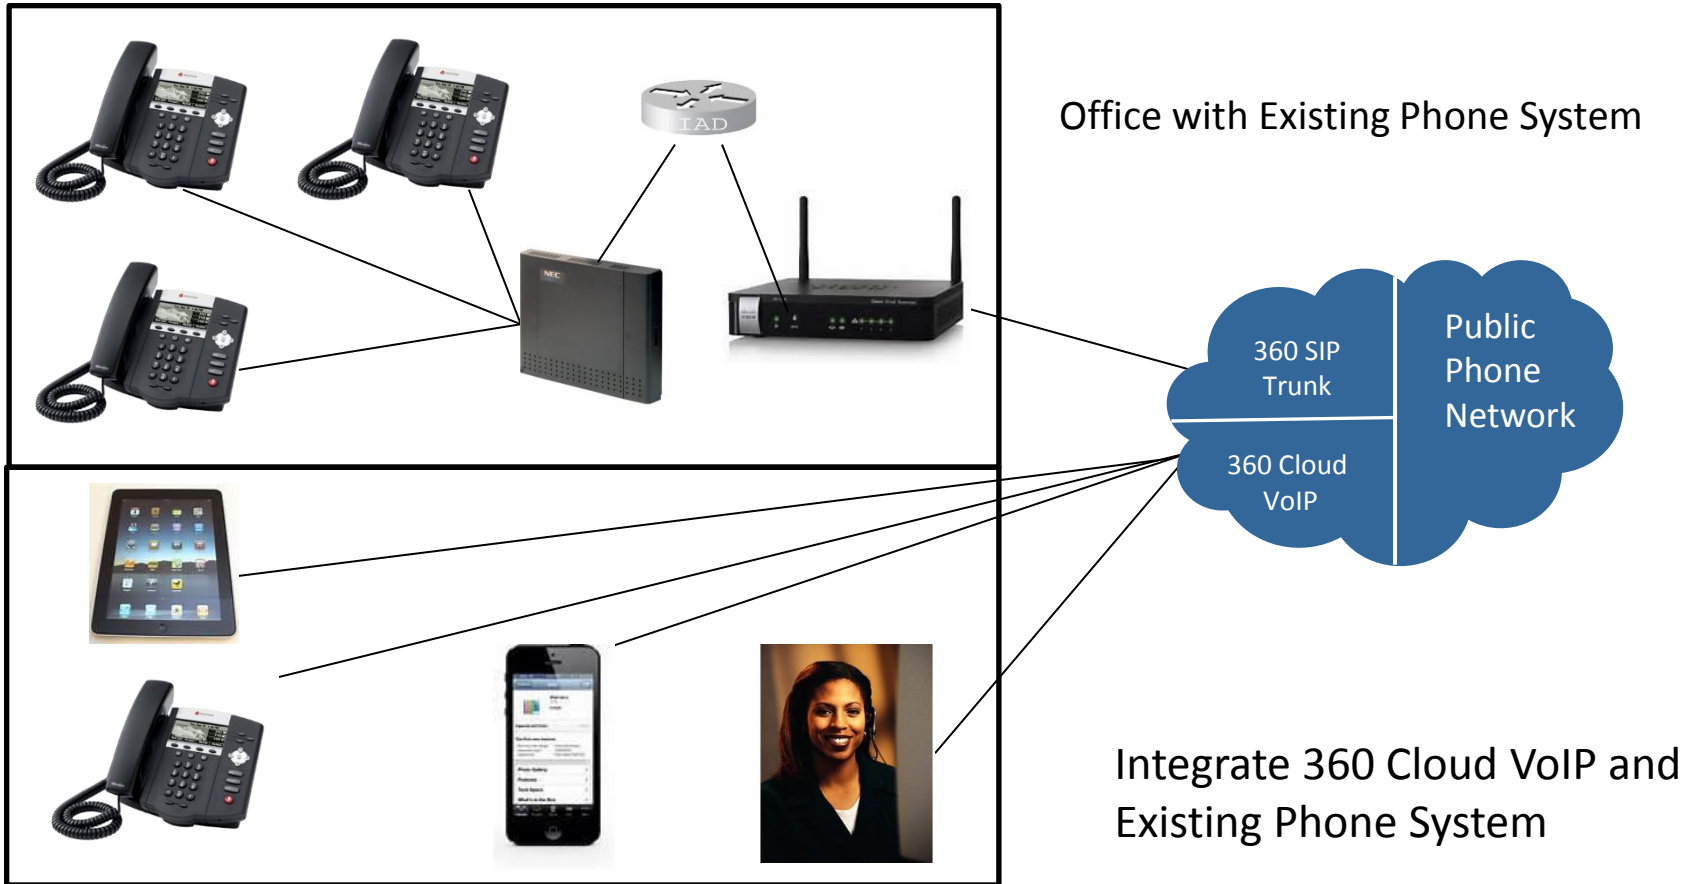 IAD
Office with Existing Phone System
NEC
Public
Phone
Network
360 SIP
Trunk
360 Cloud
VoIP
Integrate 360 Cloud VoIP and
Existing Phone System